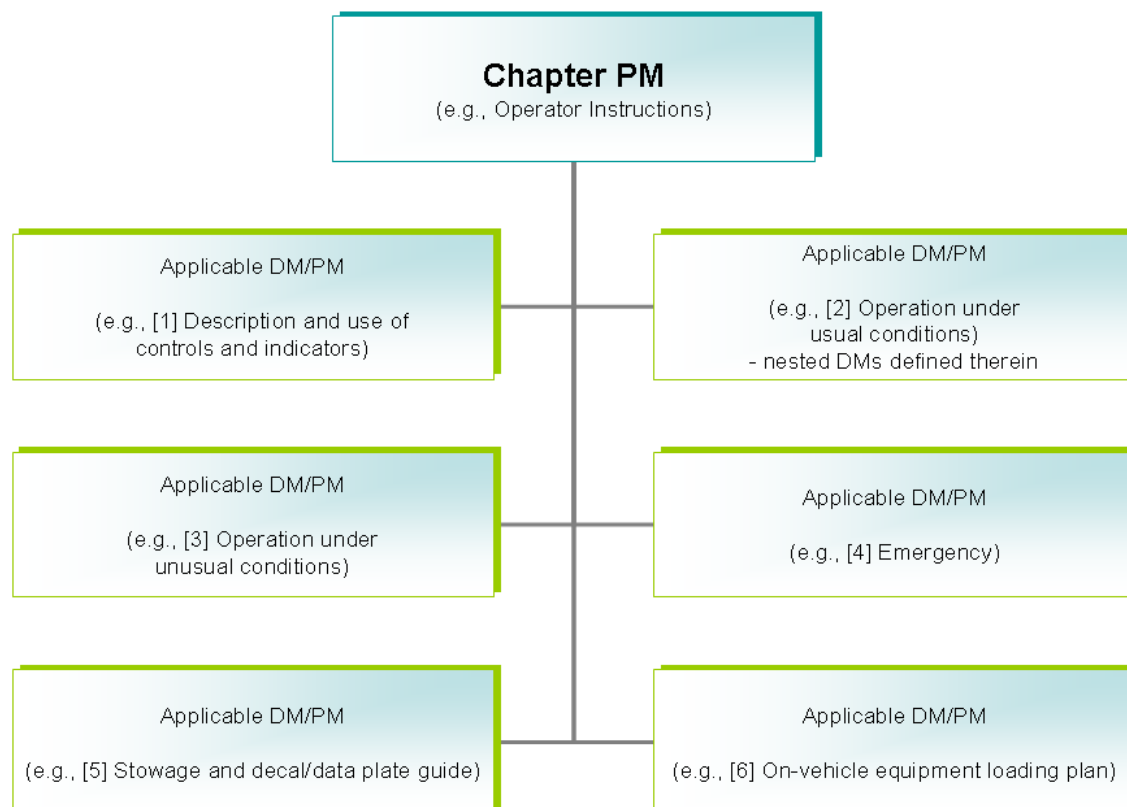 Chapter PM
(e.g., Operator Instructions)
Applicable DM/PM
(e.g., [1] Description and use of
controls and indicators)
Applicable DM/PM
(e.g., [2] Operation under
usual conditions)
- nested DMs defined therein
Applicable DM/PM
(e.g., [3] Operation under
unusual conditions)
Applicable DM/PM
(e.g., [4] Emergency)
Applicable DM/PM
(e.g., [5] Stowage and decal/data plate guide)
Applicable DM/PM
(e.g., [6] On-vehicle equipment loading plan)